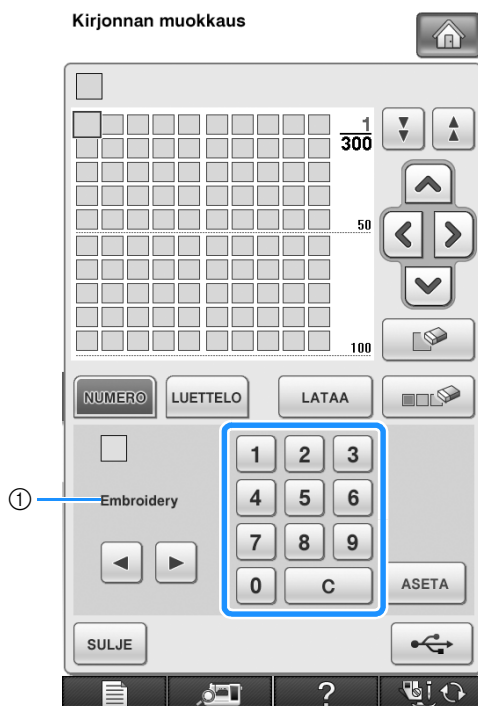 Kirjonnan muokkaus
1
300
50
100
NUMERO LUETTELO LATAA
1 2 3
① Embroidery 4 5 6
7 8 9
0 C ASETA
SULJE
?